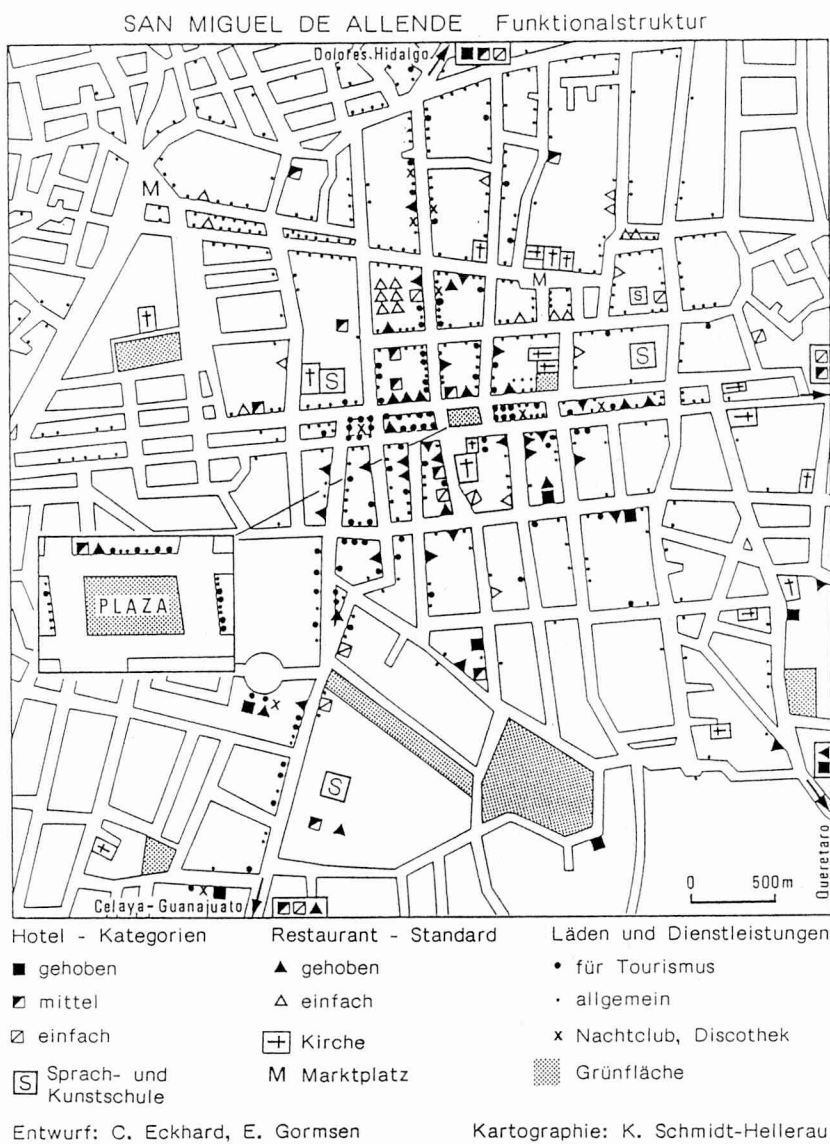 SAN MIGUEL DE ALLENDE Funktionalstruktur
Dolores.Hidalgo
M
M
S
S
S
PLAZA
S
Celaya-Guanajuato
0 500m
Queretaro
Hotel - Kategorien
gehoben
mittel
einfach
S Sprach- und
Kunstschule
Restaurant - Standard
gehoben
einfach
Kirche
M Marktplatz
Läden und Dienstleistungen
für Tourismus
allgemein
x Nachtclub, Discothek
Grünfläche
Entwurf: C. Eckhard, E. Gormsen
Kartographie: K. Schmidt-Hellerau